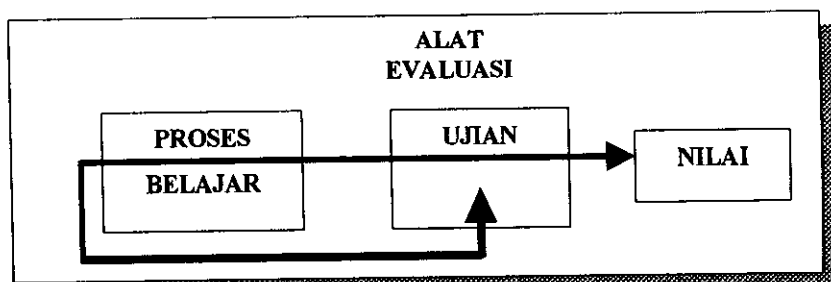 ALAT
EVALUASI
PROSES
BELAJAR
UJIAN
NILAI